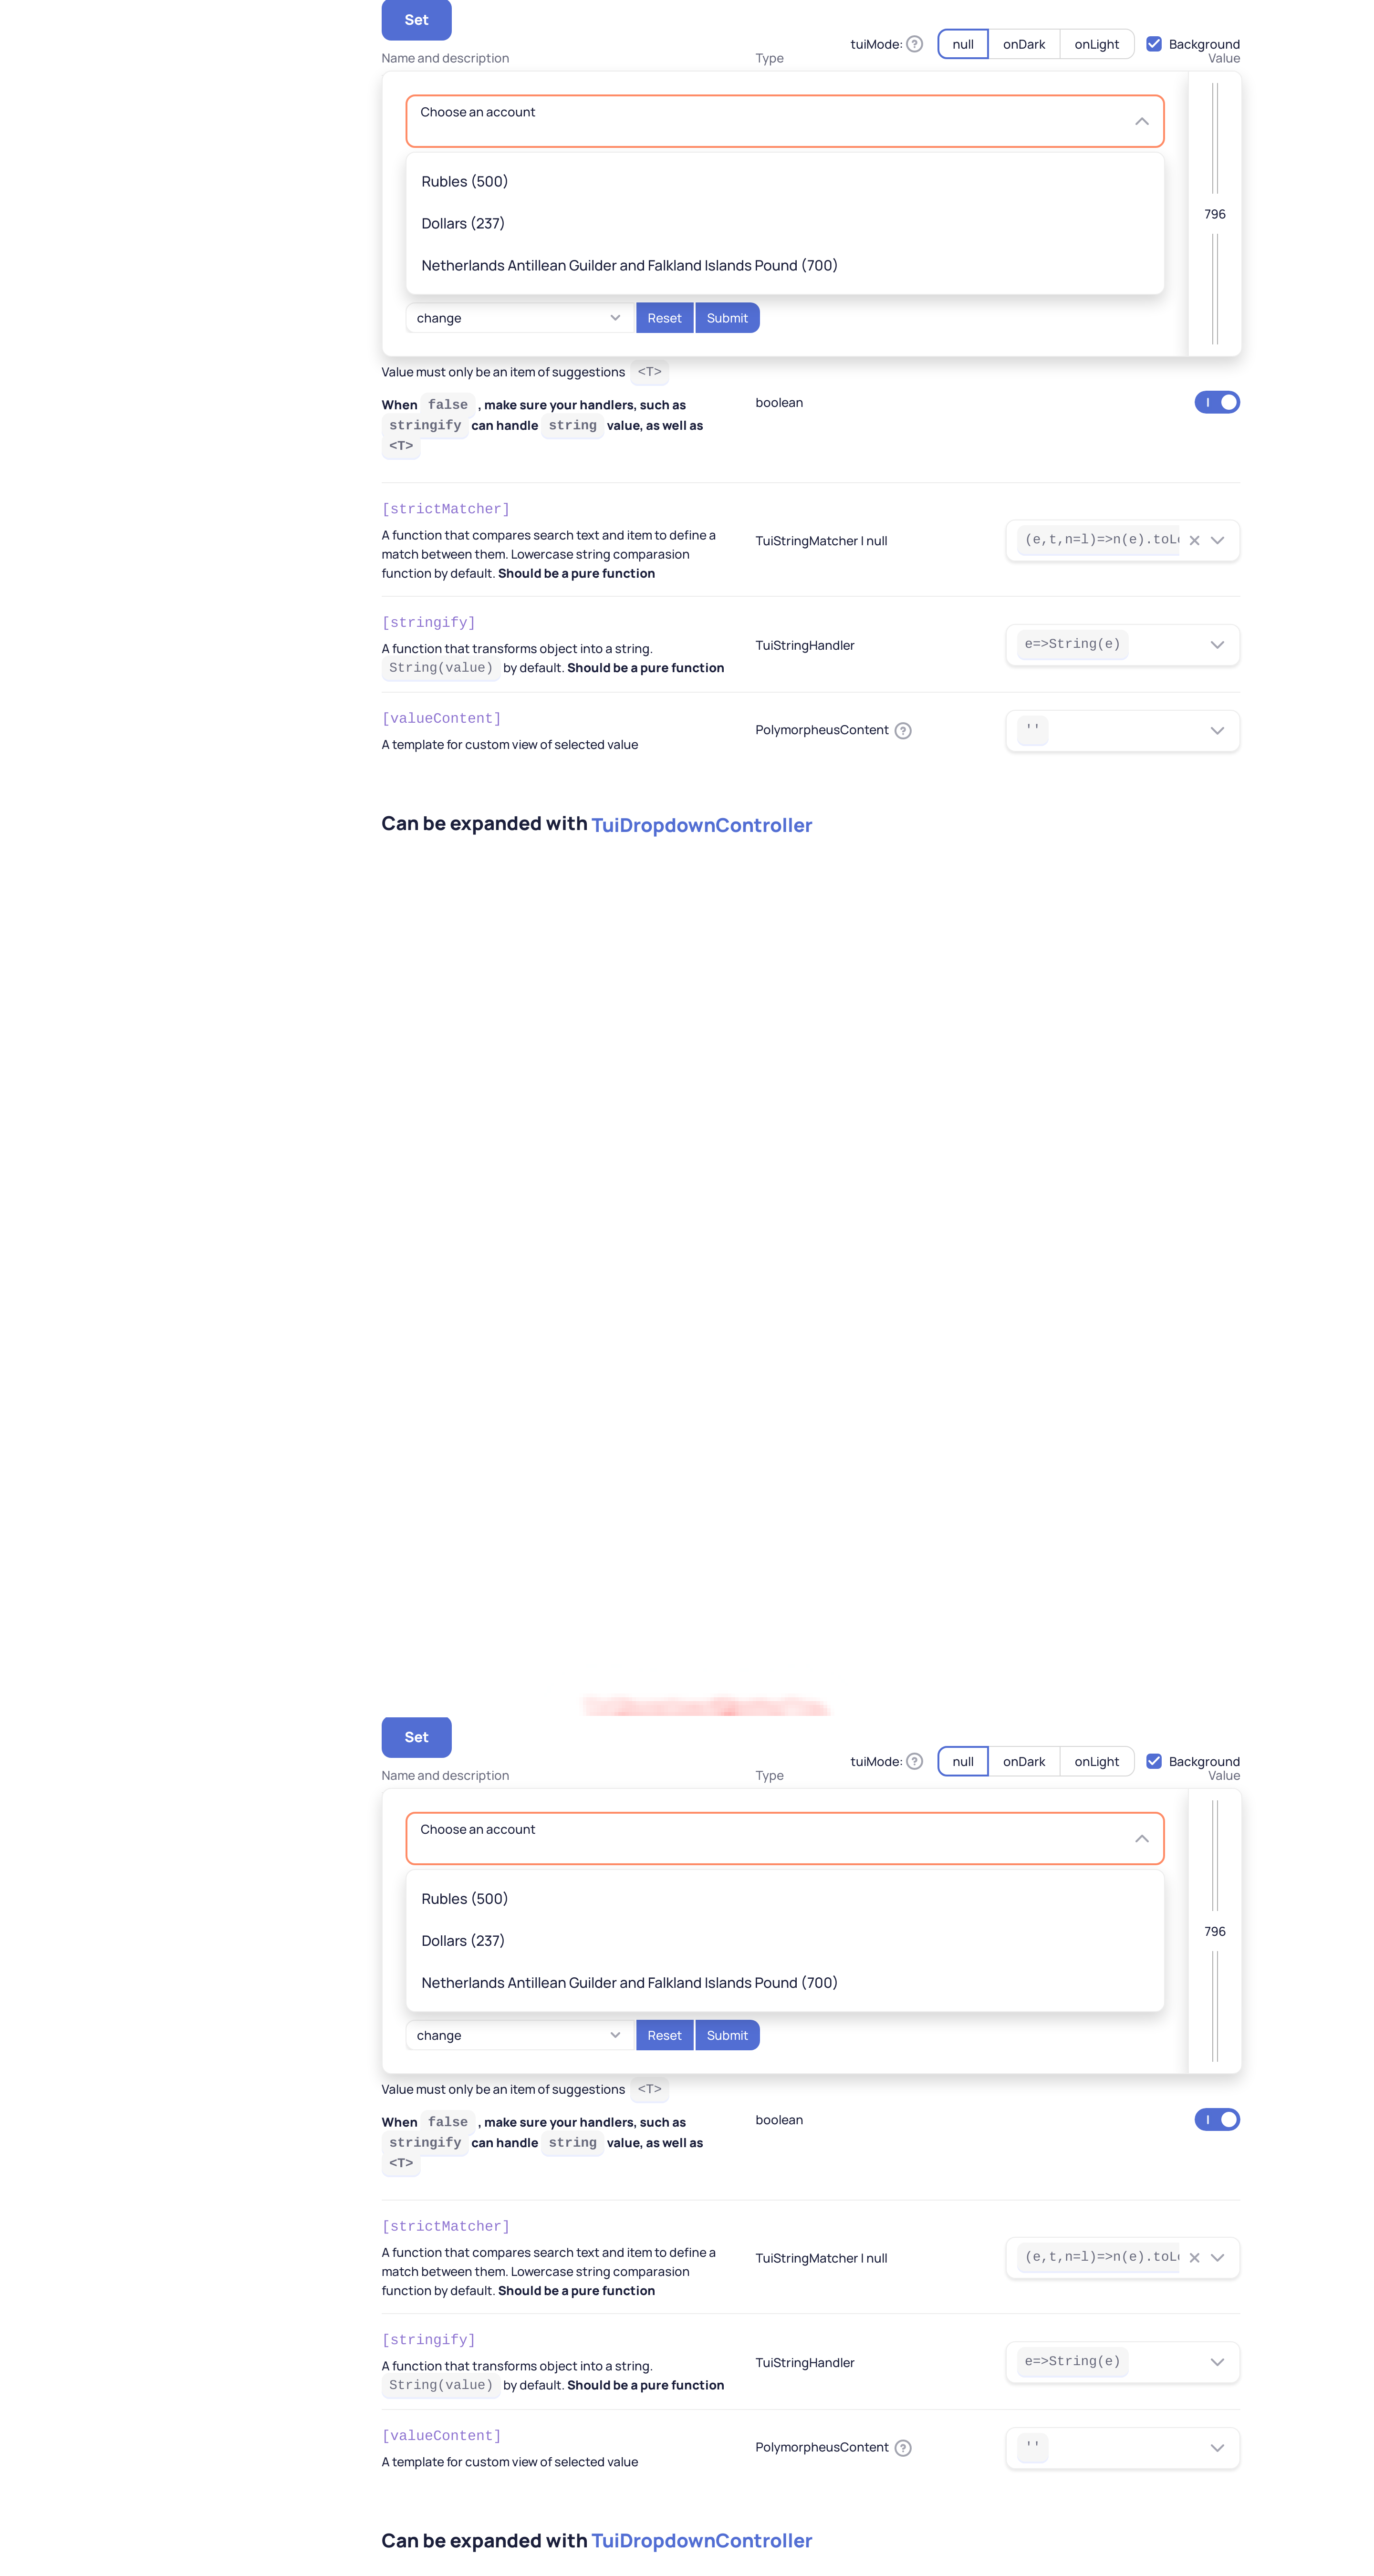 Set
tuiMode: null onDark onLight Background
Name and description Type Value
Choose an account
Rubles (500)
796
Dollars (237)
Netherlands Antillean Guilder and Falkland Islands Pound (700)
change Reset Submit
Value must only be an item of suggestions <T>
When false , make sure your handlers, such as
boolean
stringify can handle string value, as well as
<T>
[strictMatcher]
A function that compares search text and item to define a
TuiStringMatcher | null (e,t,n=l)=>n(e).toLo
match between them. Lowercase string comparasion
function by default. Should be a pure function
[stringify]
A function that transforms object into a string.
TuiStringHandler e=>String(e)
String(value) by default. Should be a pure function
[valueContent]
PolymorpheusContent ''
A template for custom view of selected value
Can be expanded with TuiDropdownController
Set
tuiMode: null onDark onLight Background
Name and description Type Value
Choose an account
Rubles (500)
796
Dollars (237)
Netherlands Antillean Guilder and Falkland Islands Pound (700)
change Reset Submit
Value must only be an item of suggestions <T>
When false , make sure your handlers, such as
boolean
stringify can handle string value, as well as
<T>
[strictMatcher]
A function that compares search text and item to define a
TuiStringMatcher | null (e,t,n=l)=>n(e).toLo
match between them. Lowercase string comparasion
function by default. Should be a pure function
[stringify]
A function that transforms object into a string.
TuiStringHandler e=>String(e)
String(value) by default. Should be a pure function
[valueContent]
PolymorpheusContent ''
A template for custom view of selected value
Can be expanded with TuiDropdownController